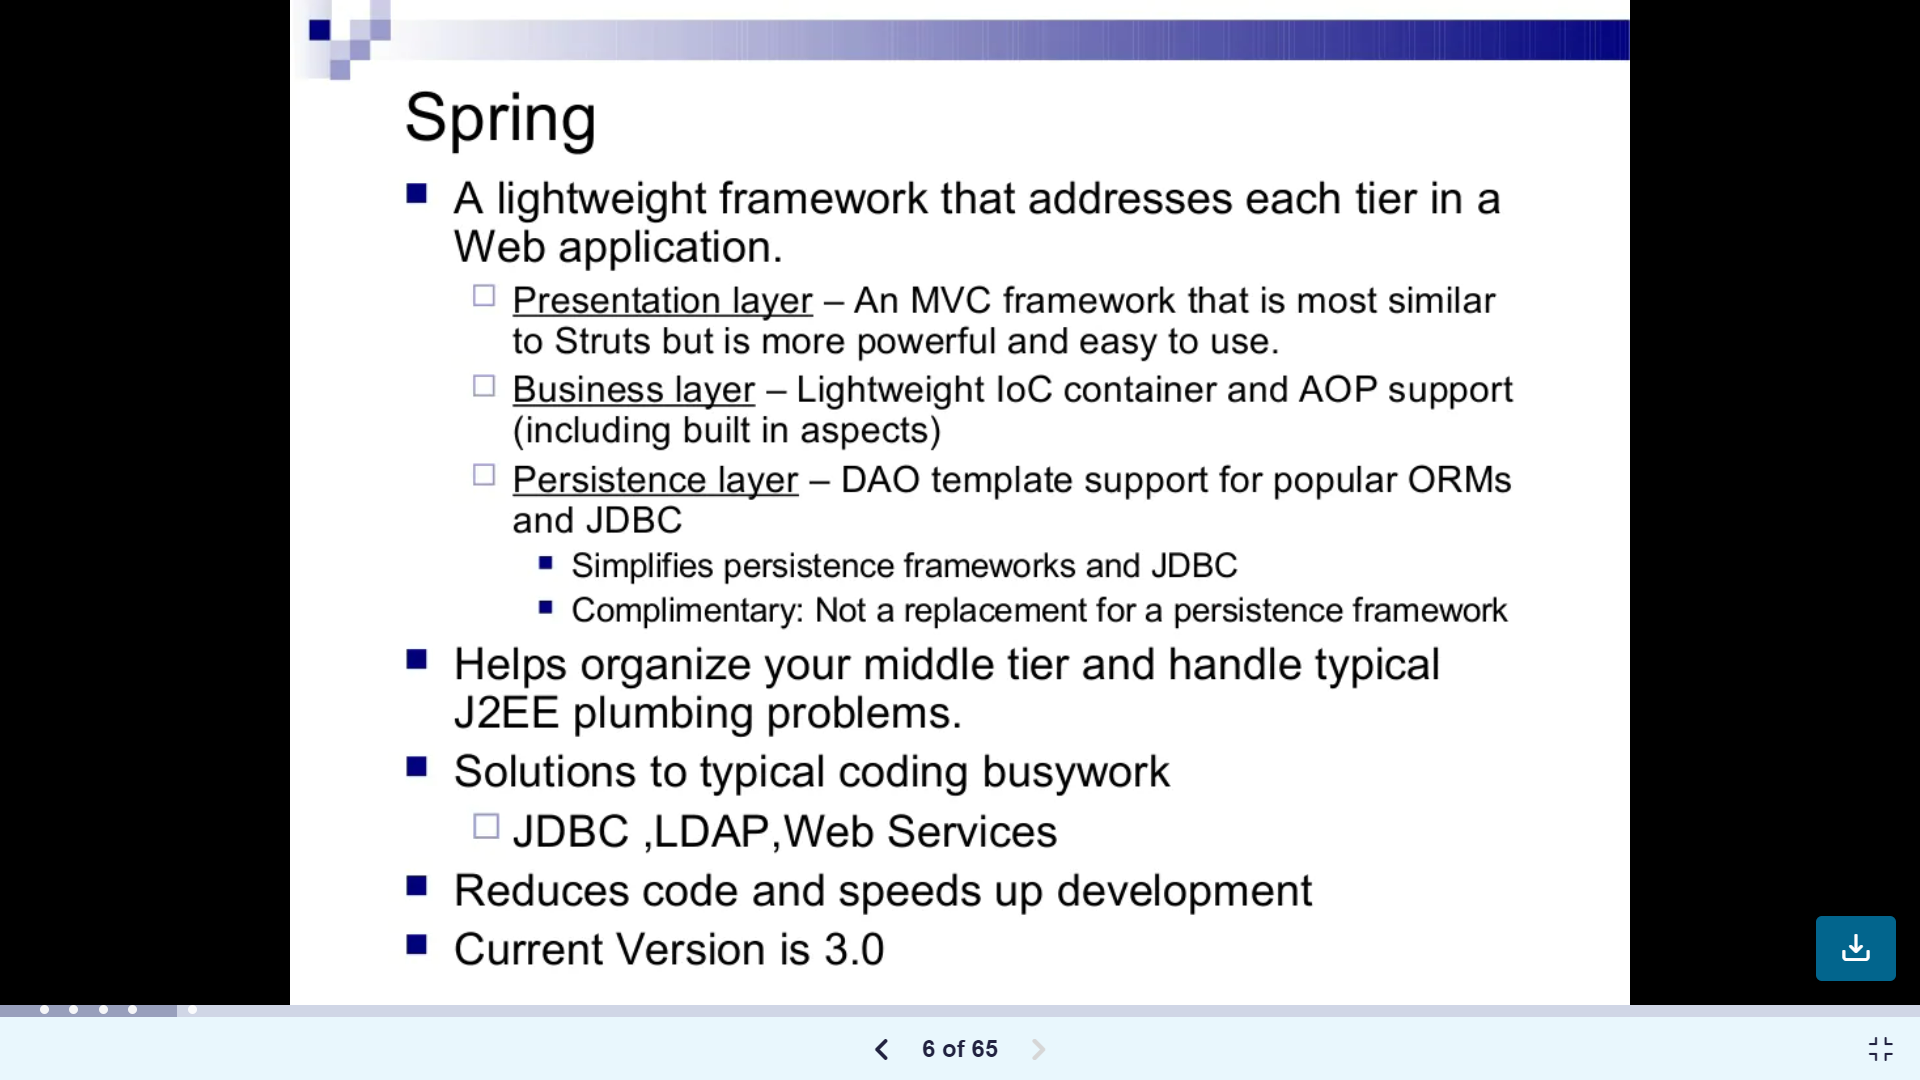 Spring
A lightweight framework that addresses each tier in a
Web application.
Presentation layer – An MVC framework that is most similar
to Struts but is more powerful and easy to use.
Business layer – Lightweight IoC container and AOP support
(including built in aspects)
Persistence layer – DAO template support for popular ORMs
and JDBC
Simplifies persistence frameworks and JDBC
Complimentary: Not a replacement for a persistence framework
Helps organize your middle tier and handle typical
J2EE plumbing problems.
Solutions to typical coding busywork
JDBC ,LDAP,Web Services
Reduces code and speeds up development
Current Version is 3.0
6 of 65